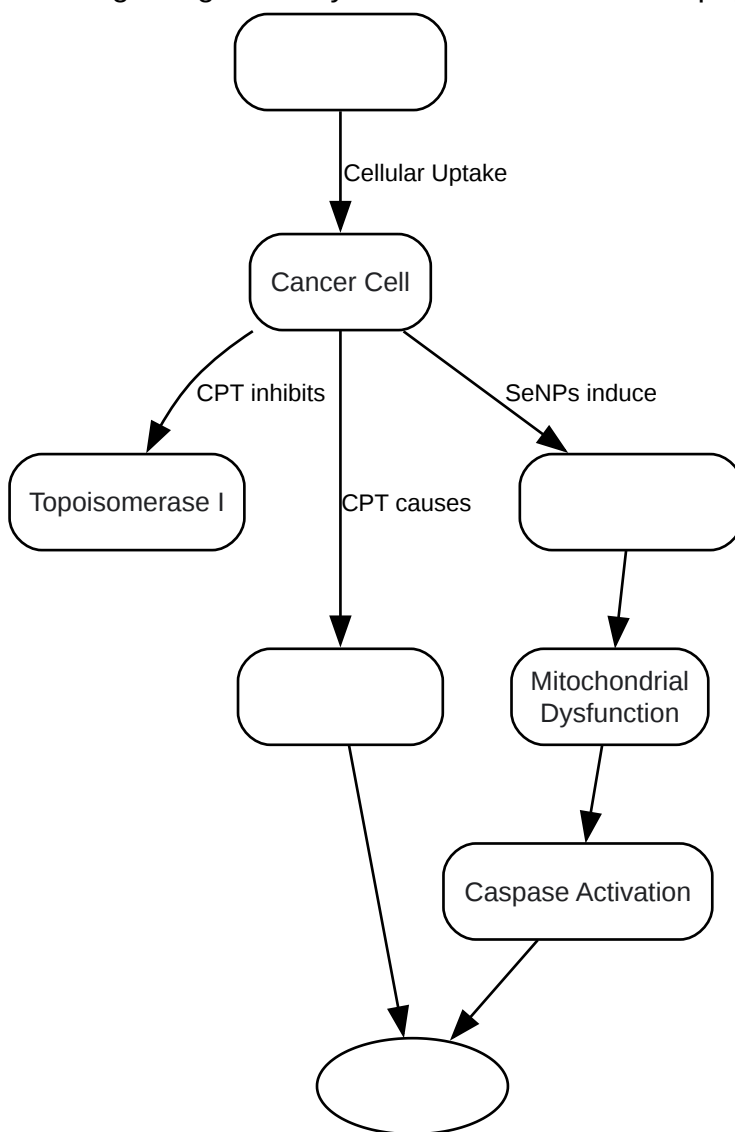 Cellular Uptake
Cancer Cell
CPT inhibits
SeNPs induce
Topoisomerase I
CPT causes
Mitochondrial
Dysfunction
Caspase Activation